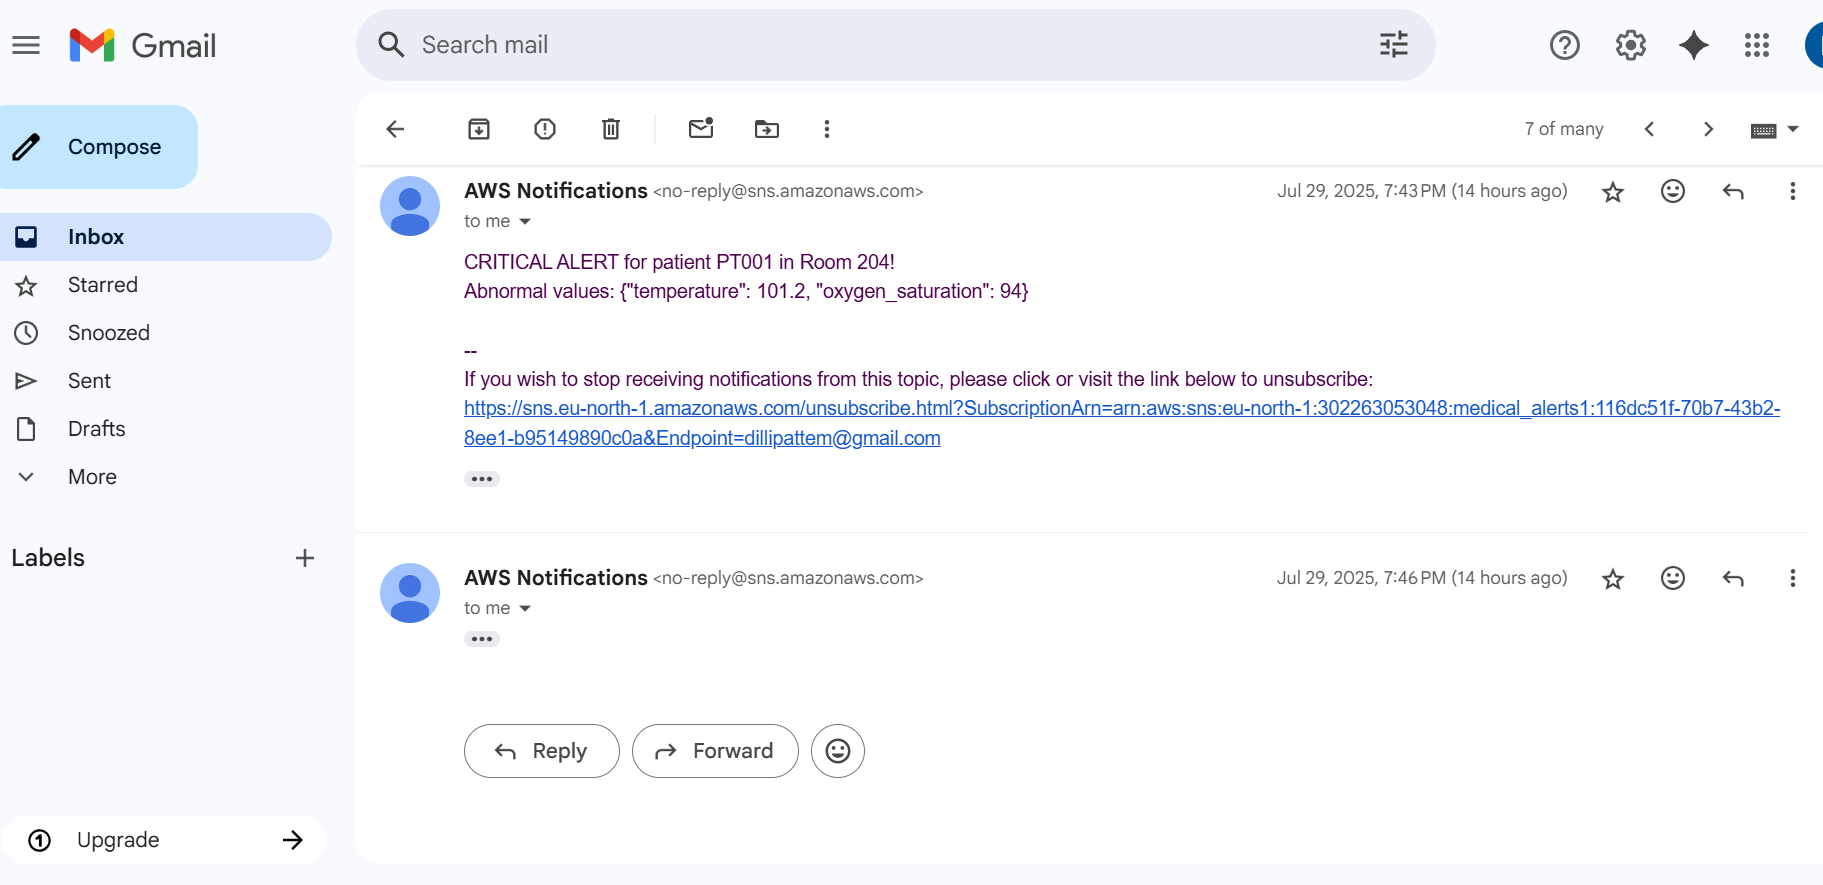 Gmail
Search mail
Compose
7 of many
Inbox
Starred
Snoozed
Sent
Drafts
More
Labels
Upgrade
AWS Notifications <no-reply@sns.amazonaws.com>
Jul 29, 2025, 7:43 PM (14 hours ago)
to me
CRITICAL ALERT for patient PT001 in Room 204!
Abnormal values: {"temperature": 101.2, "oxygen_saturation": 94}
--
If you wish to stop receiving notifications from this topic, please click or visit the link below to unsubscribe:
https://sns.eu-north-1.amazonaws.com/unsubscribe.html?SubscriptionArn=arn:aws:sns:eu-north-1:302263053048:medical_alerts1:116dc51f-70b7-43b2-
8ee1-b95149890c0a&Endpoint=dillipattem@gmail.com
AWS Notifications <no-reply@sns.amazonaws.com>
Jul 29, 2025, 7:46 PM (14 hours ago)
to me
Reply
Forward